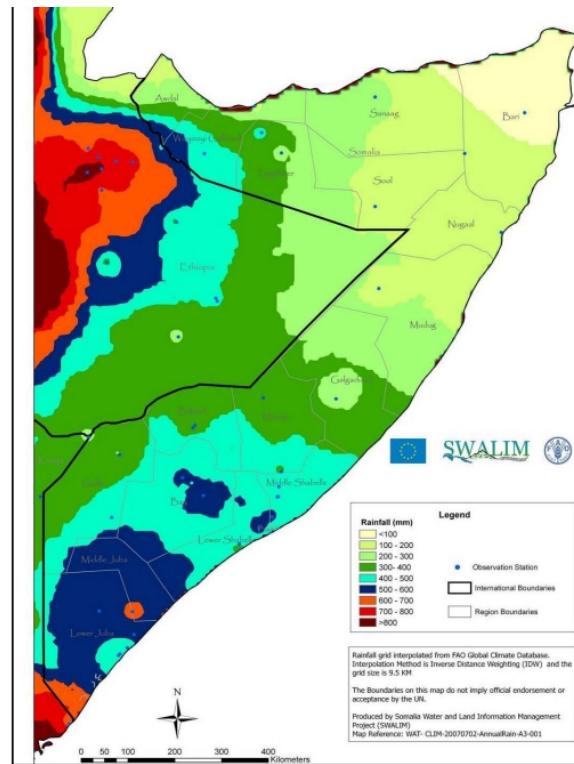 Awdal
Sanaag
Bari
Somalia
Sool
Nugaal
Ethiopia
Mudug
Galgaduud
Bakool
Hiraan
Gedo
Middle Shabelle
Lower Shabelle
Middle Juba
Lower Juba
SWALIM
FAO
Legend
Rainfall (mm)
<100
100 - 200
200 - 300
300- 400
400 - 500
500 - 600
600 - 700
700 - 800
>800
Observation Station
International Boundaries
Region Boundaries
Rainfall grid interpolated from FAO Global Climate Database.
Interpolation Method is Inverse Distance Weighting (IDW) and the
grid size is 9.5 KM
The Boundaries on this map do not imply official endorsement or
acceptance by the UN.
Produced by Somalia Water and Land Information Management
Project (SWALIM)
Map Reference: WAT- CLIM-20070702-AnnualRain-A3-001
N
0 50 100 200 300 400
Kilometers